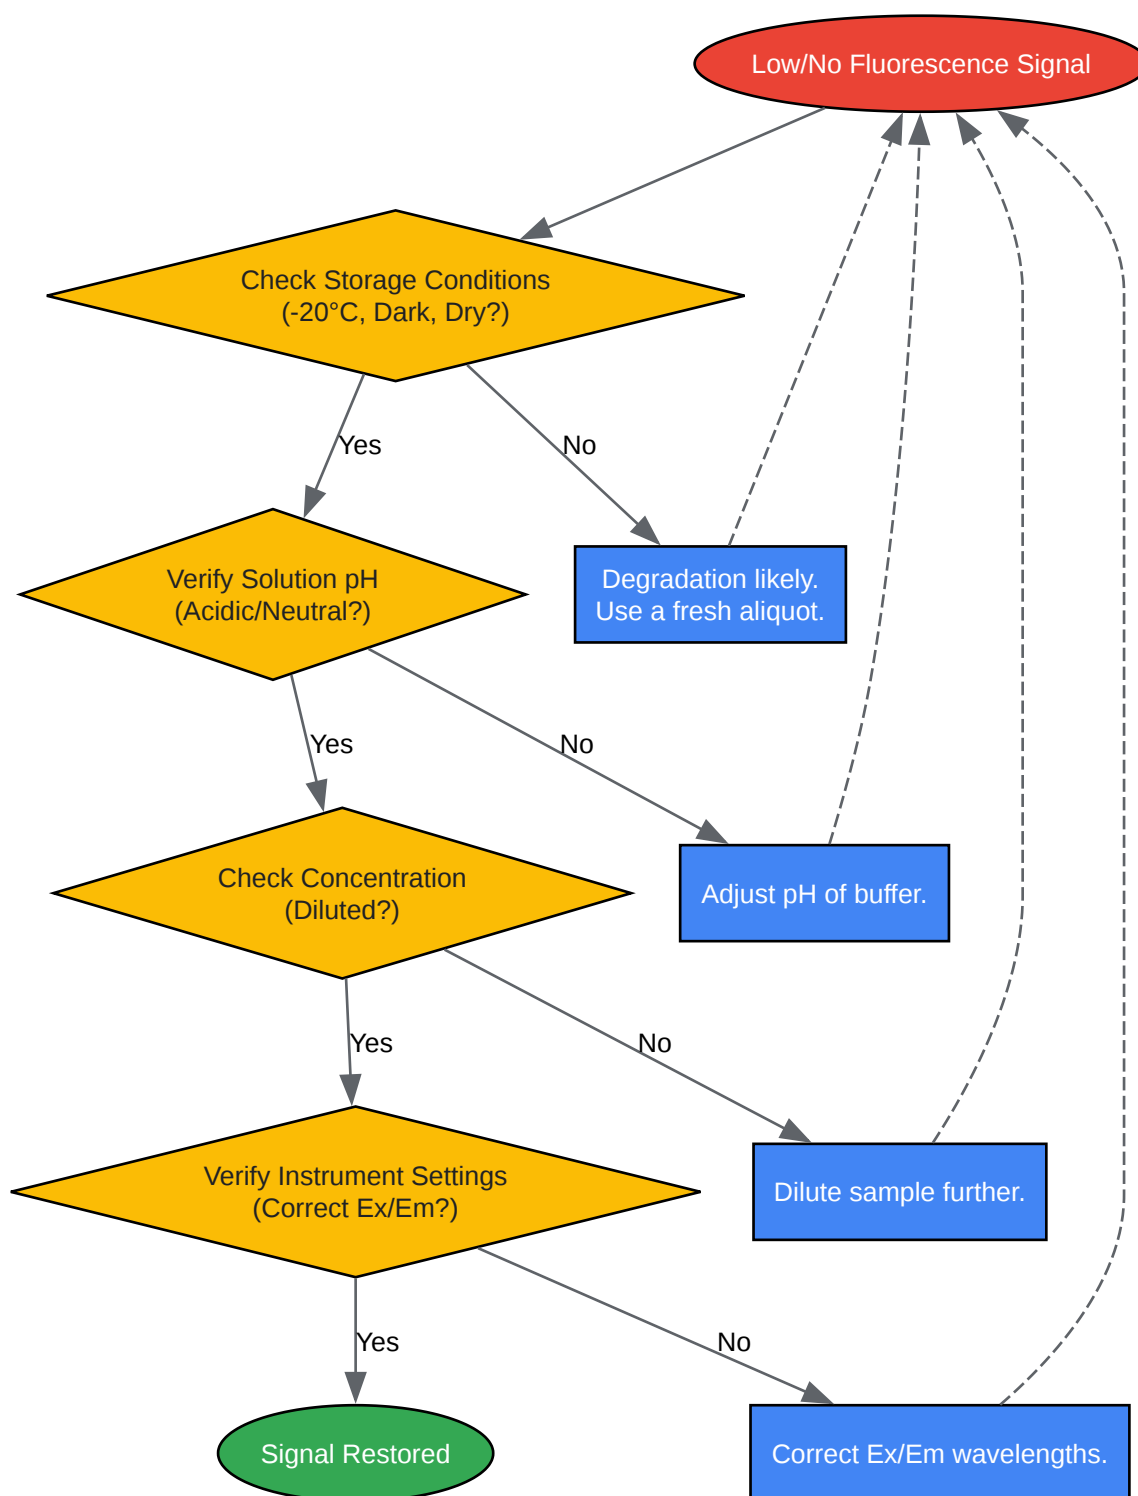 Low/No Fluorescence Signal
Check Storage Conditions
(-20°C, Dark, Dry?)
Yes
No
Verify Solution pH
(Acidic/Neutral?)
Degradation likely.
Use a fresh aliquot.
Yes
No
Check Concentration
(Diluted?)
Adjust pH of buffer.
Yes
No
Verify Instrument Settings
(Correct Ex/Em?)
Dilute sample further.
Yes
No
Signal Restored
Correct Ex/Em wavelengths.